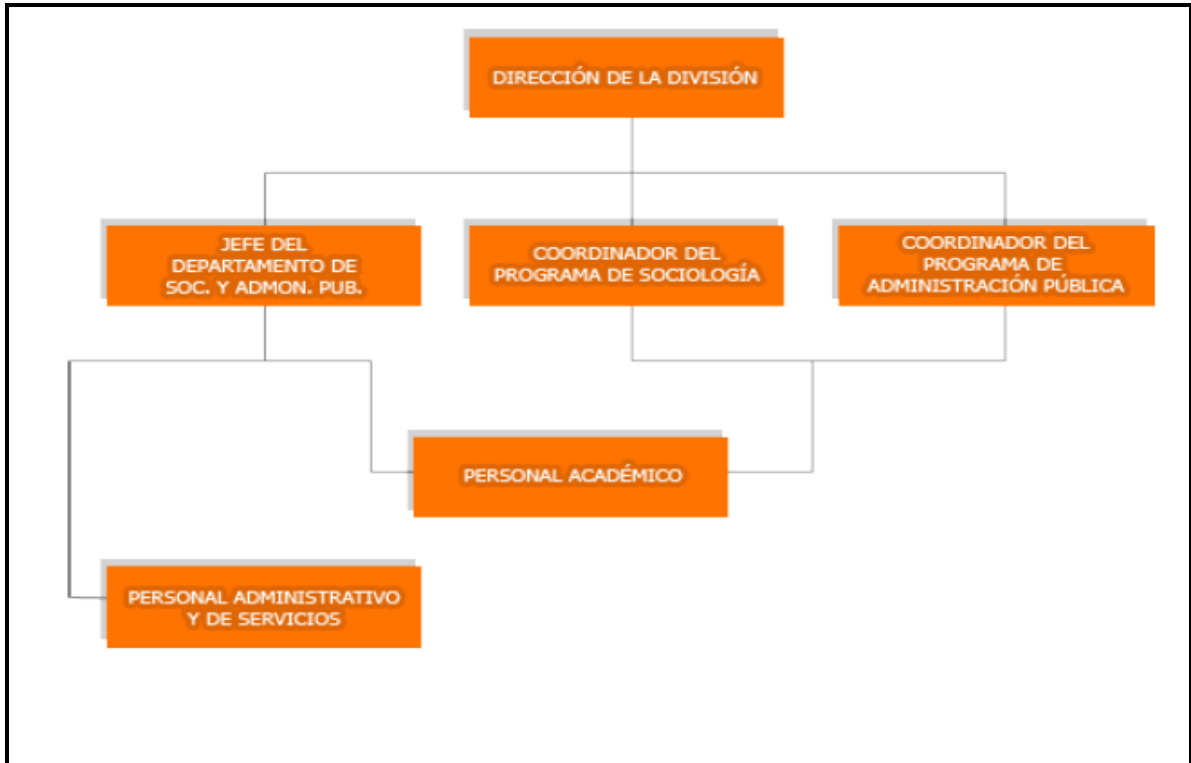 DIRECCIÓN DE LA DIVISIÓN
JEFE DEL
DEPARTAMENTO DE
SOC. Y ADMON. PUB.
COORDINADOR DEL
PROGRAMA DE SOCIOLOGÍA
COORDINADOR DEL
PROGRAMA DE
ADMINISTRACIÓN PÚBLICA
PERSONAL ACADÉMICO
PERSONAL ADMINISTRATIVO
Y DE SERVICIOS